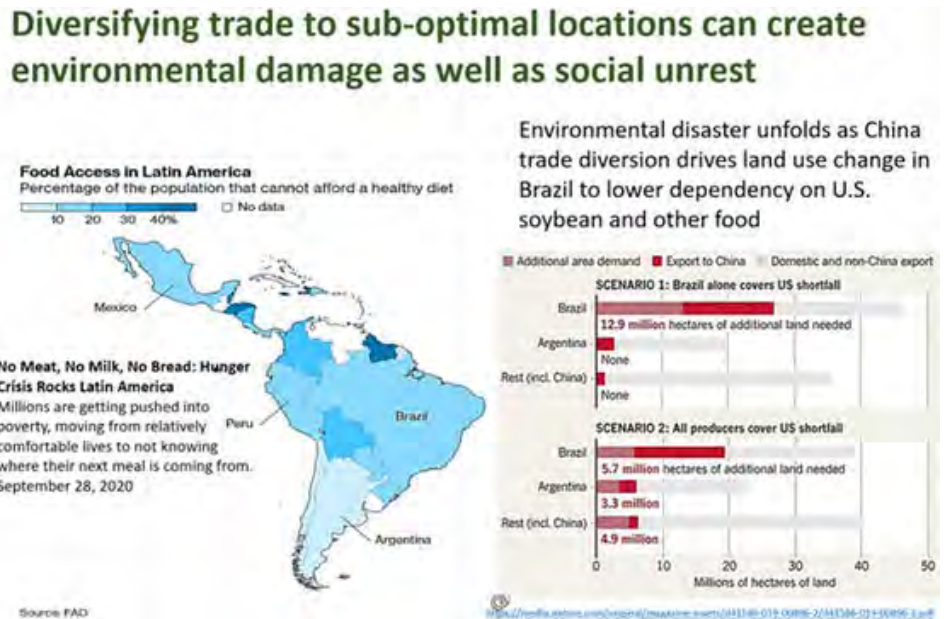 Diversifying trade to sub-optimal locations can create
environmental damage as well as social unrest
Food Access in Latin America
Percentage of the population that cannot afford a healthy diet
10 20 30 40%
No data
Mexico
Peru
Brazil
Argentina
No Meat, No Milk, No Bread: Hunger
Crisis Rocks Latin America
Millions are getting pushed into
poverty, moving from relatively
comfortable lives to not knowing
where their next meal is coming from.
September 28, 2020
Source: FAO
Environmental disaster unfolds as China
trade diversion drives land use change in
Brazil to lower dependency on U.S.
soybean and other food
Additional area demand Export to China Domestic and non-China export
SCENARIO 1: Brazil alone covers US shortfall
Brazil
12.9 million hectares of additional land needed
Argentina
None
Rest (incl. China)
None
SCENARIO 2: All producers cover US shortfall
Brazil
5.7 million hectares of additional land needed
Argentina
3.3 million
Rest (incl. China)
4.9 million
0 10 20 30 40 50
Millions of hectares of land